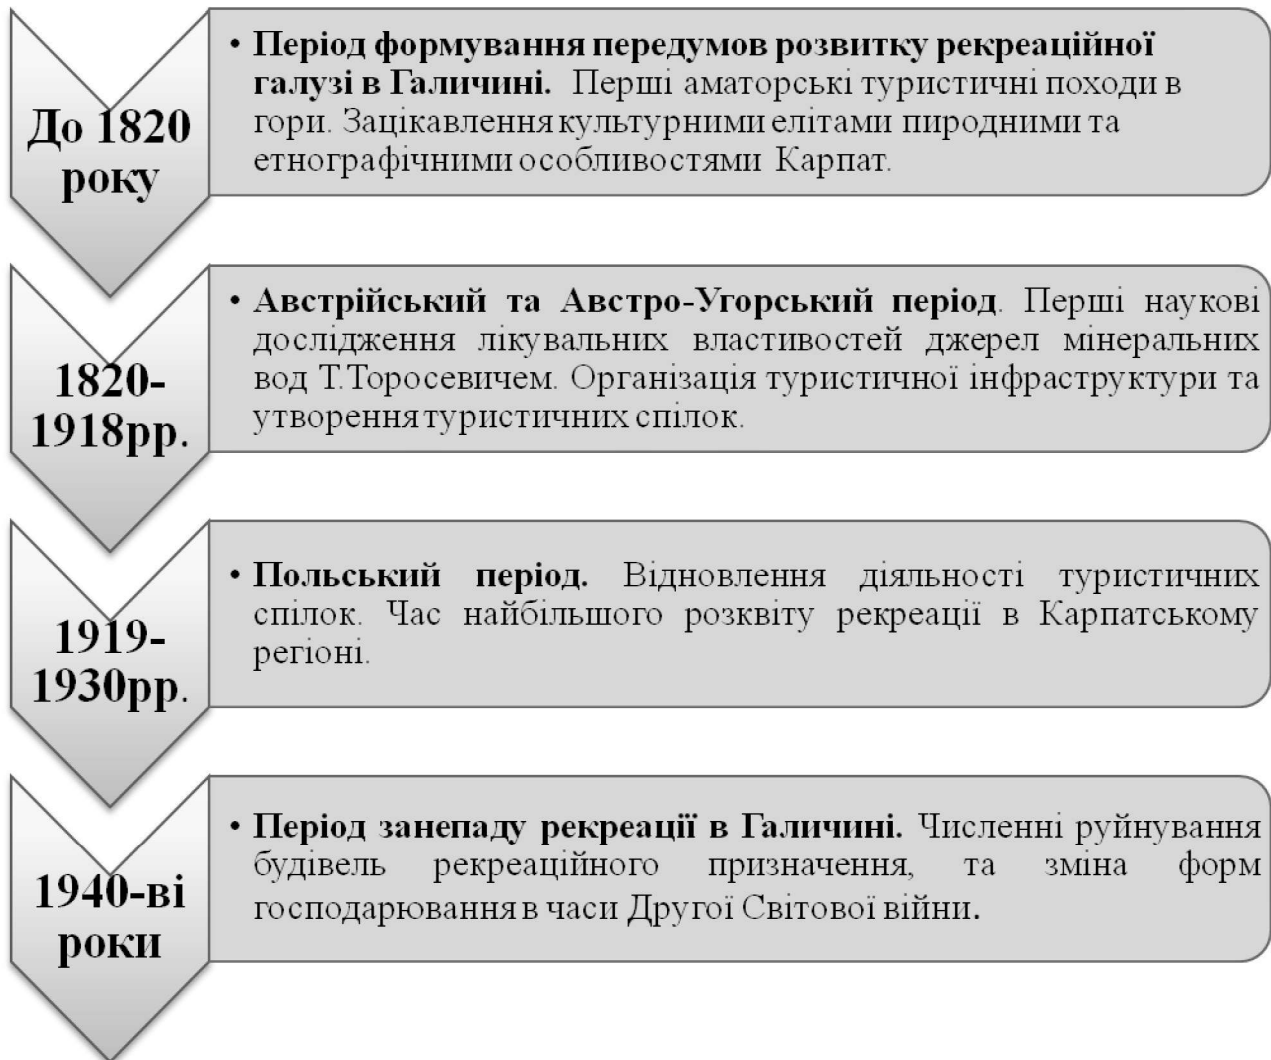 До 1820
року
• Період формування передумов розвитку рекреаційної
галузі в Галичині. Перші аматорські туристичні походи в
гори. Зацікавлення культурними елітами пиродними та
етнографічними особливостями Карпат.
1820-
1918рр.
• Австрійський та Австро-Угорський період. Перші наукові
дослідження лікувальних властивостей джерел мінеральних
вод Т.Торосевичем. Організація туристичної інфраструктури та
утворення туристичних спілок.
1919-
1930рр.
• Польський період. Відновлення діяльності туристичних
спілок. Час найбільшого розквіту рекреації в Карпатському
регіоні.
1940-ві
роки
• Період занепаду рекреації в Галичині. Численні руйнування
будівель рекреаційного призначення, та зміна форм
господарювання в часи Другої Світової війни.